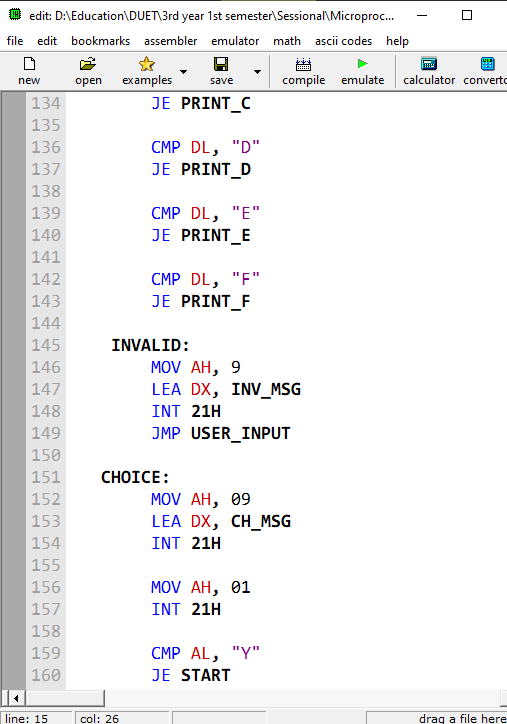 edit: D:\Education\DUET\3rd year 1st semester\Sessional\Microproc...
file edit bookmarks assembler emulator math ascii codes help
new open examples save compile emulate calculator
134 JE PRINT_C
135
136 CMP DL, "D"
137 JE PRINT_D
138
139 CMP DL, "E"
140 JE PRINT_E
141
142 CMP DL, "F"
143 JE PRINT_F
144
145 INVALID:
146 MOV AH, 9
147 LEA DX, INV_MSG
148 INT 21H
149 JMP USER_INPUT
150
151 CHOICE:
152 MOV AH, 09
153 LEA DX, CH_MSG
154 INT 21H
155
156 MOV AH, 01
157 INT 21H
158
159 CMP AL, "Y"
160 JE START
line: 15 col: 26 drag a file here